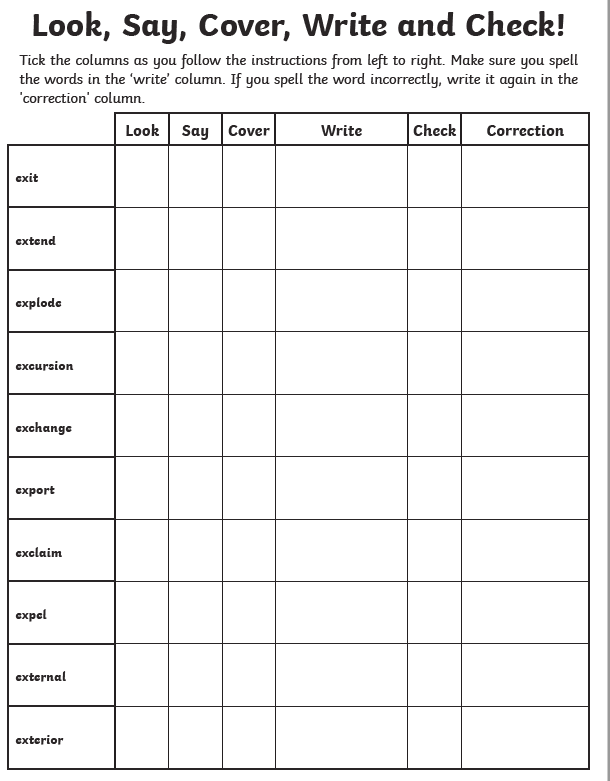 Look, Say, Cover, Write and Check!
Tick the columns as you follow the instructions from left to right. Make sure you spell
the words in the ‘write’ column. If you spell the word incorrectly, write it again in the
'correction' column.
Look Say Cover Write Check Correction
exit
extend
explode
excursion
exchange
export
exclaim
expel
external
exterior